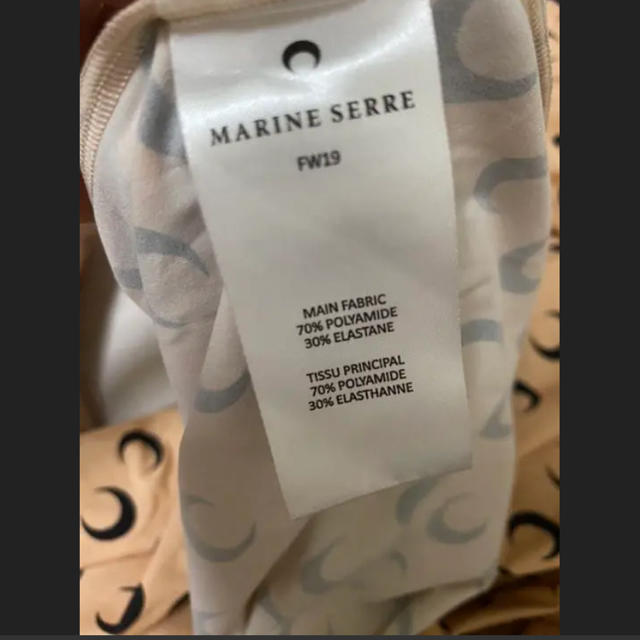 MARINE SERRE
FW19
MAIN FABRIC
70% POLYAMIDE
30% ELASTANE
TISSU PRINCIPAL
70% POLYAMIDE
30% ELASTHANNE